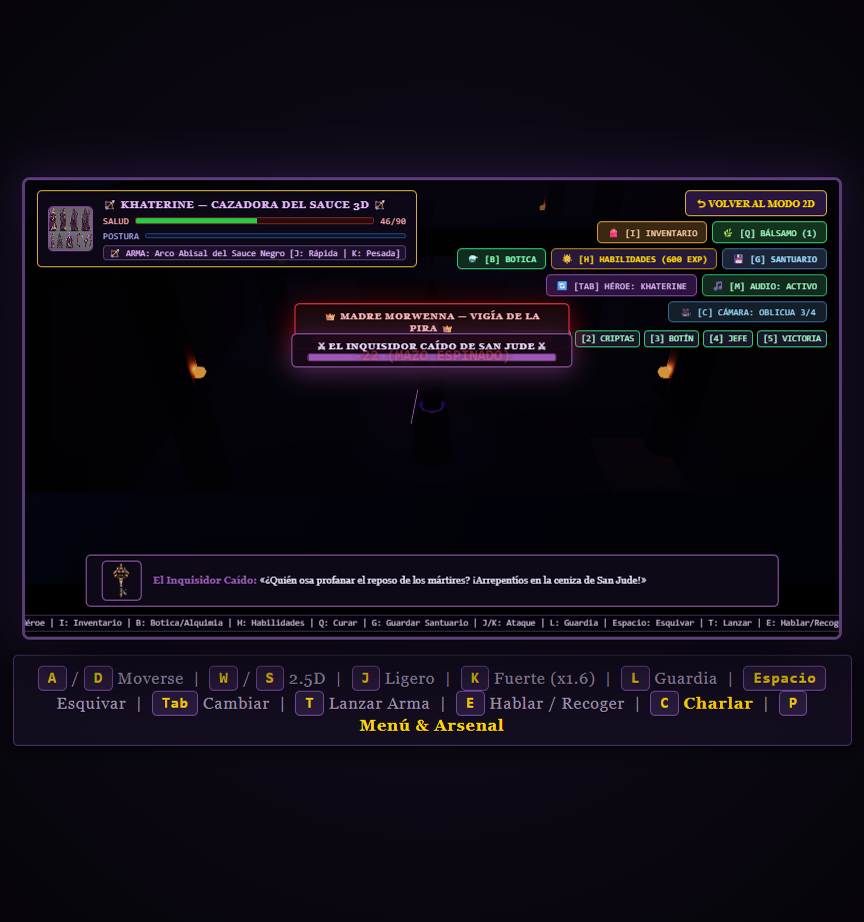 🏹 KHATERINE — CAZADORA DEL SAUCE 3D 🏹
SALUD 46/90
POSTURA
🏹 ARMA: Arco Abisal del Sauce Negro [J: Rápida | K: Pesada]
⮌ VOLVER AL MODO 2D
[I] INVENTARIO
[Q] BÁLSAMO (1)
[B] BOTICA
[H] HABILIDADES (600 EXP)
[G] SANTUARIO
[TAB] HÉROE: KHATERINE
[M] AUDIO: ACTIVO
[C] CÁMARA: OBLICUA 3/4
[2] CRIPTAS
[3] BOTÍN
[4] JEFE
[5] VICTORIA
👑 MADRE MORWENNA — VIGÍA DE LA
PIRA 👑
⚔ EL INQUISIDOR CAÍDO DE SAN JUDE ⚔
-22 (MAZO ESPINADO)
El Inquisidor Caído: «¿Quién osa profanar el reposo de los mártires? ¡Arrepentíos en la ceniza de San Jude!»
éroe | I: Inventario | B: Botica/Alquimia | H: Habilidades | Q: Curar | G: Guardar Santuario | J/K: Ataque | L: Guardia | Espacio: Esquivar | T: Lanzar | E: Hablar/Recog
A / D Moverse | W / S 2.5D | J Ligero | K Fuerte (x1.6) | L Guardia | Espacio
Esquivar | Tab Cambiar | T Lanzar Arma | E Hablar / Recoger | C Charlar | P
Menú & Arsenal